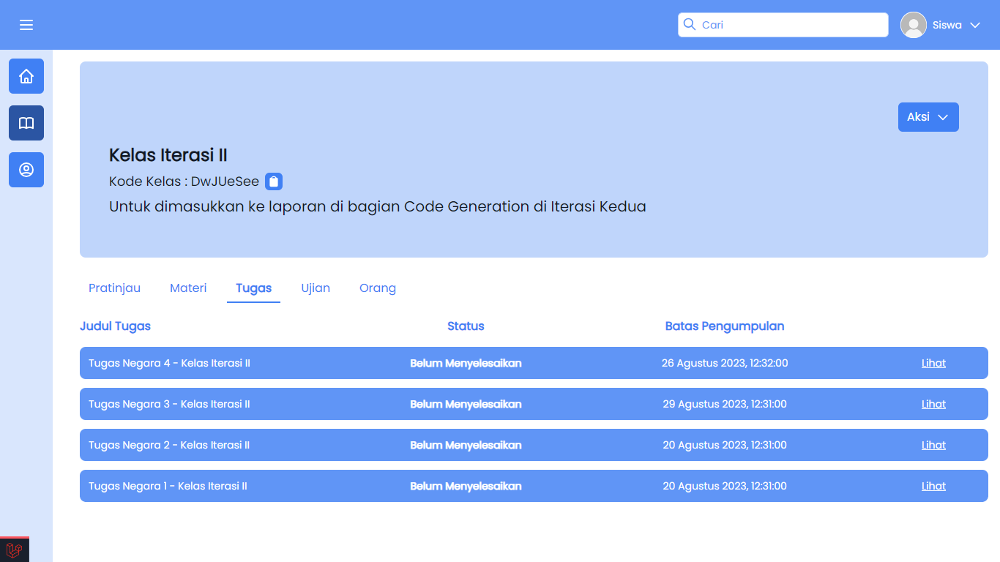 Cari
Siswa
Aksi
Kelas Iterasi II
Kode Kelas : DwJUeSee
Untuk dimasukkan ke laporan di bagian Code Generation di Iterasi Kedua
Pratinjau Materi Tugas Ujian Orang
Judul Tugas Status Batas Pengumpulan
Tugas Negara 4 - Kelas Iterasi II Belum Menyelesaikan 26 Agustus 2023, 12:32:00 Lihat
Tugas Negara 3 - Kelas Iterasi II Belum Menyelesaikan 29 Agustus 2023, 12:31:00 Lihat
Tugas Negara 2 - Kelas Iterasi II Belum Menyelesaikan 20 Agustus 2023, 12:31:00 Lihat
Tugas Negara 1 - Kelas Iterasi II Belum Menyelesaikan 20 Agustus 2023, 12:31:00 Lihat